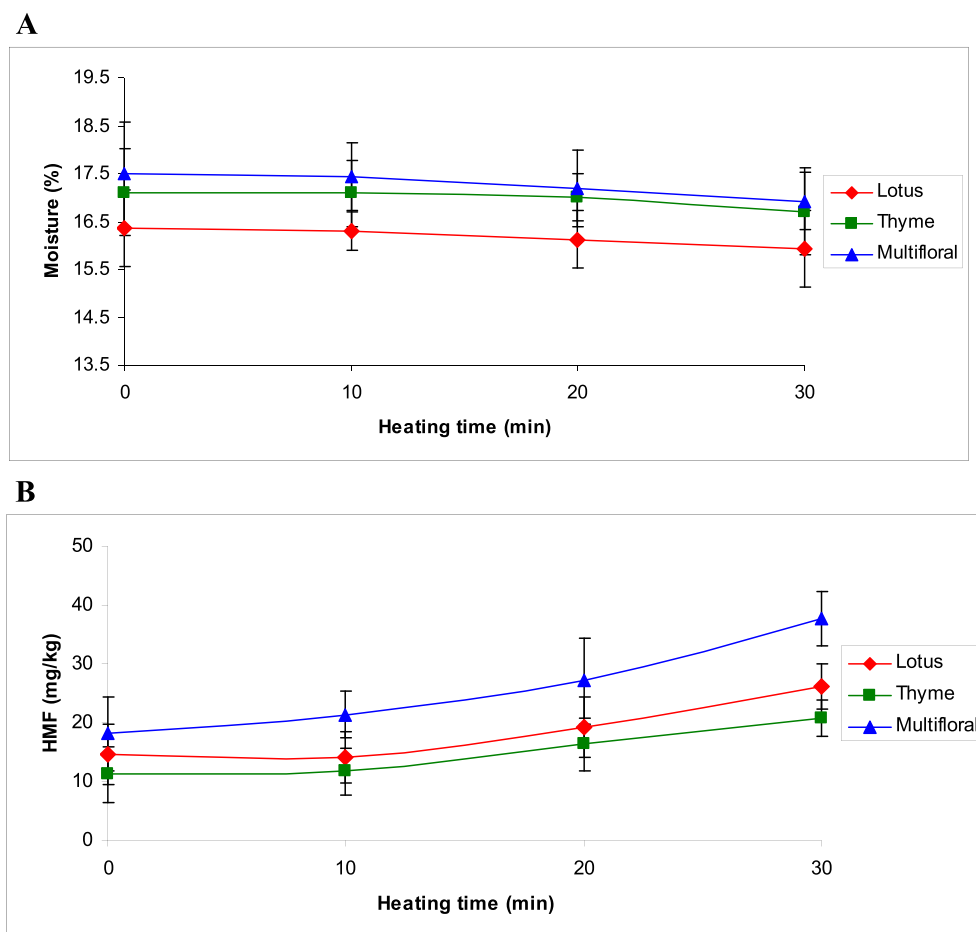 A
19.5
18.5
17.5
16.5
15.5
14.5
13.5
Moisture (%)
0 10 20 30
Heating time (min)
Lotus
Thyme
Multifloral
B
50
40
30
20
10
0
HMF (mg/kg)
0 10 20 30
Heating time (min)
Lotus
Thyme
Multifloral